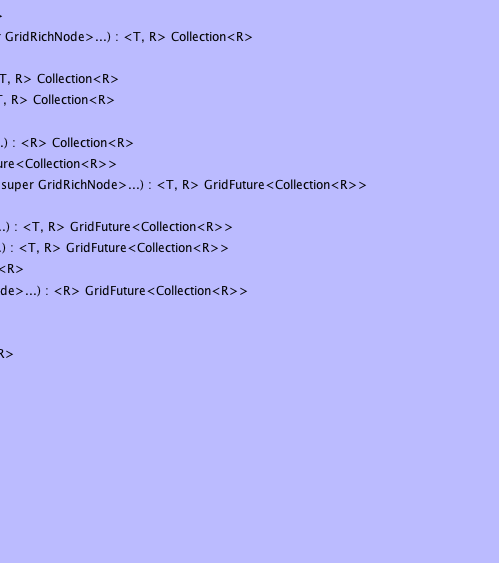 GridRichNode>...) : <T, R> Collection<R>
T, R> Collection<R>
T, R> Collection<R>
.) : <R> Collection<R>
ure<Collection<R>>
super GridRichNode>...) : <T, R> GridFuture<Collection<R>>
..) : <T, R> GridFuture<Collection<R>>
.) : <T, R> GridFuture<Collection<R>>
<R>
de>...) : <R> GridFuture<Collection<R>>
R>